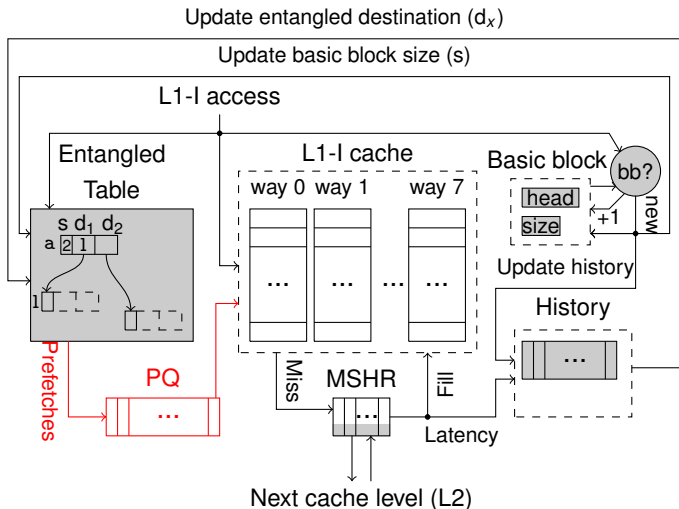 Update entangled destination (dₓ)
Update basic block size (s)
L1-I access
Entangled
Table
L1-I cache
Basic block
bb?
way 0 way 1 way 7
head
size
+1
new
s d₁ d₂
a 2 l
l
... ... ...
Update history
History
...
Prefetches
PQ
...
Miss
MSHR
...
Fill
Latency
Next cache level (L2)